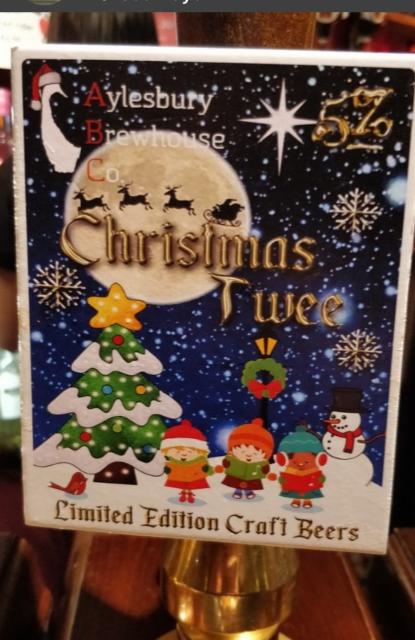 Aylesbury
Brewhouse
Co.
5%
Christmas
Twee
Limited Edition Craft Beers